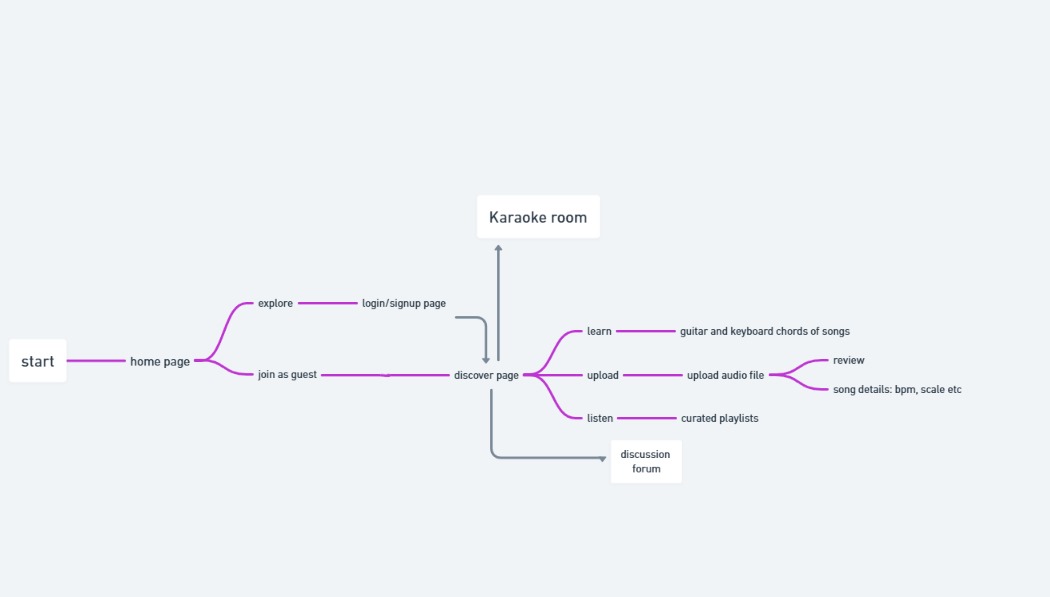 Karaoke room
explore
login/signup page
start
home page
join as guest
discover page
learn
guitar and keyboard chords of songs
upload
upload audio file
review
song details: bpm, scale etc
listen
curated playlists
discussion
forum